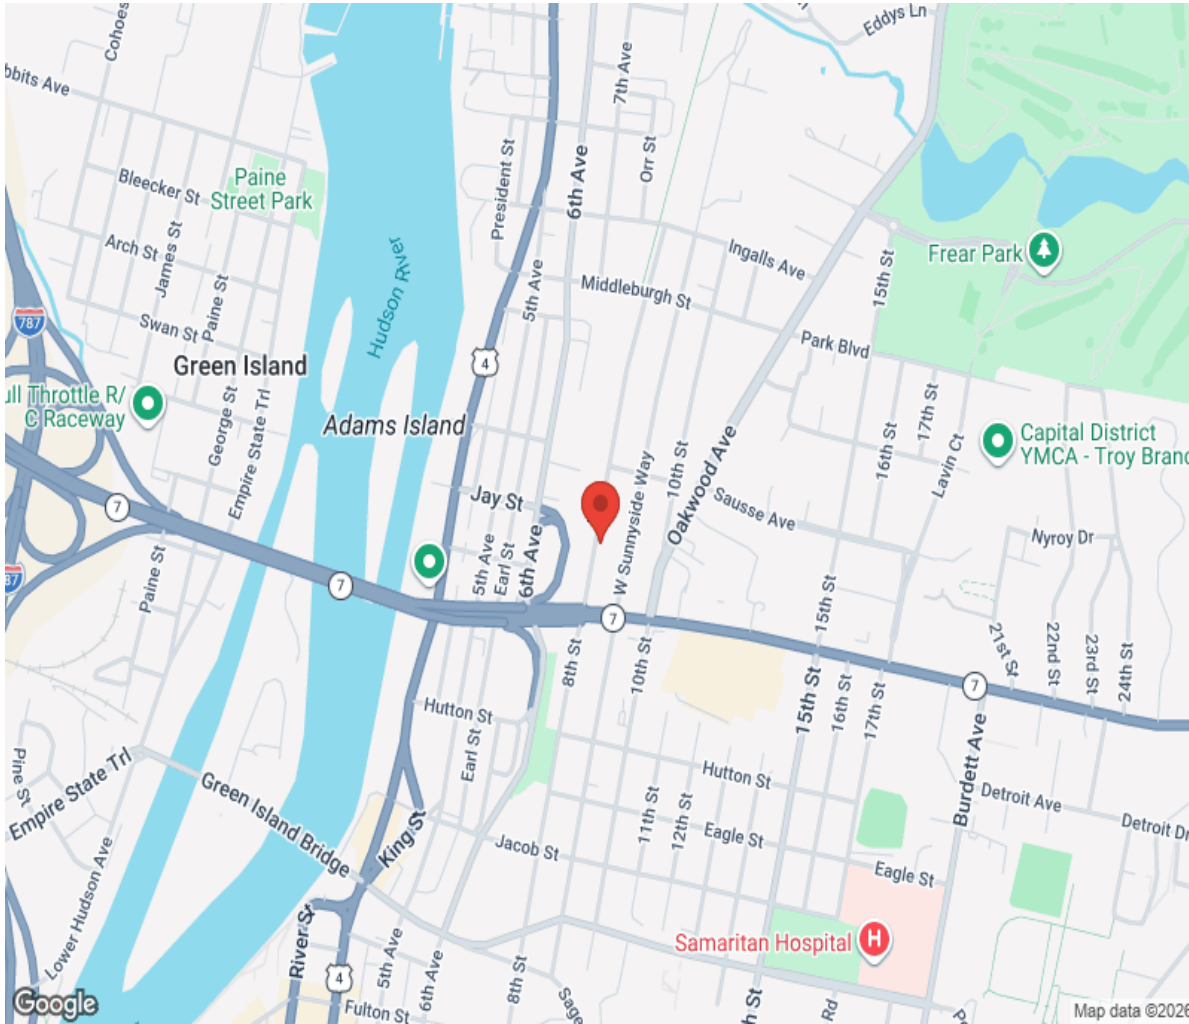 Eddys Ln
Cohoes
bbits Ave
7th Ave
Paine
Street Park
Bleecker St
President St
6th Ave
Orr St
Arch St
James St
Hudson River
Ingalls Ave
Frear Park
15th St
Middleburgh St
5th Ave
Paine St
787
Swan St
Park Blvd
Green Island
4
ull Throttle R/
C Raceway
George St
Empire State Trl
Adams Island
17th St
16th St
Lavin Ct
Capital District
YMCA - Troy Branc
W Sunnyside Way
10th St
Oakwood Ave
Sausse Ave
Jay St
7
Nyroy Dr
5th Ave
Earl St
6th Ave
Paine St
7
87
15th St
7
8th St
10th St
21st St
22nd St
23rd St
24th St
7
15th St
16th St
17th St
Hutton St
Earl St
Burdett Ave
Pine St
Empire State Trl
Green Island Bridge
Hutton St
Detroit Ave
Detroit Dr
King St
11th St
12th St
Eagle St
Jacob St
Eagle St
Lower Hudson Ave
River St
Samaritan Hospital
H
4
5th Ave
6th Ave
8th St
Sage
Fulton St
th St
Rd
Google
Map data ©2026